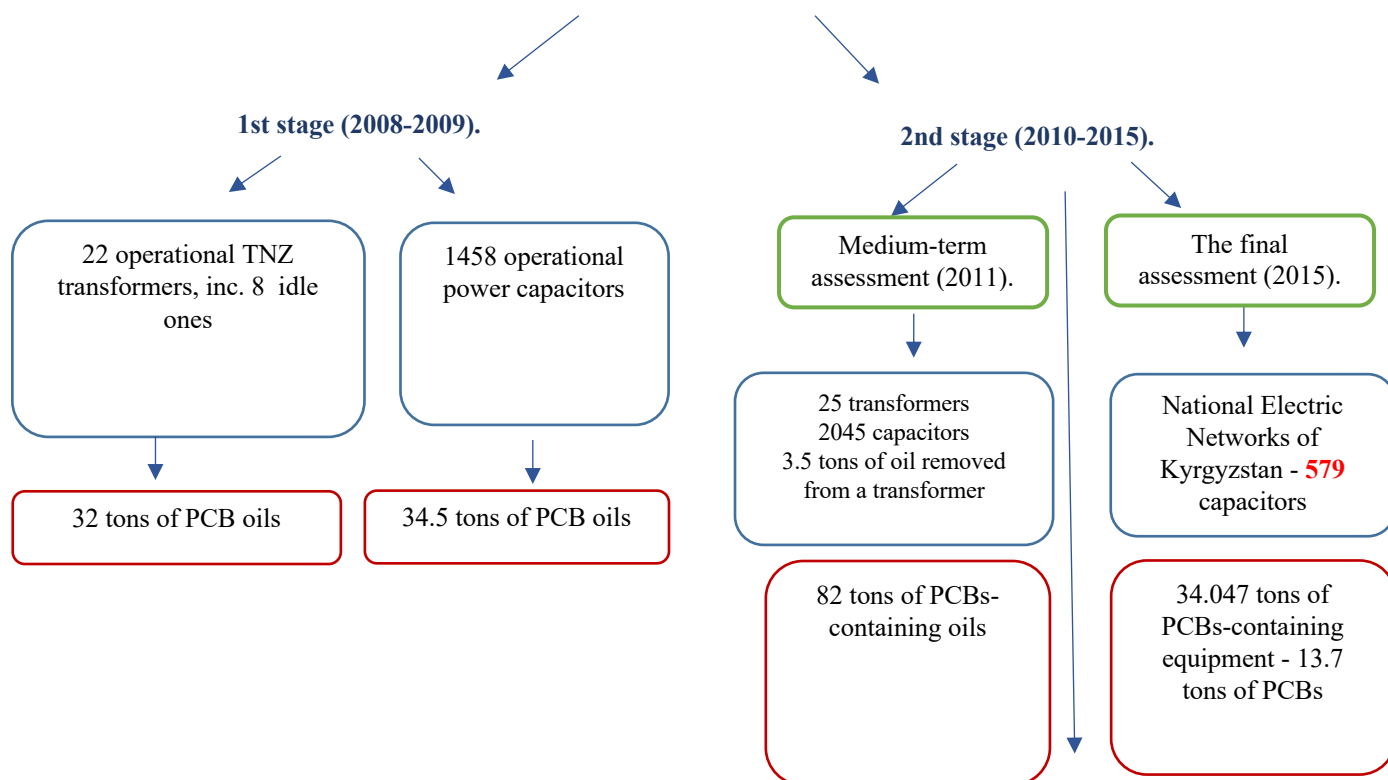 1st stage (2008-2009).
2nd stage (2010-2015).
22 operational TNZ
transformers, inc. 8 idle
ones
1458 operational
power capacitors
Medium-term
assessment (2011).
The final
assessment (2015).
25 transformers
2045 capacitors
3.5 tons of oil removed
from a transformer
National Electric
Networks of
Kyrgyzstan - 579
capacitors
32 tons of PCB oils
34.5 tons of PCB oils
82 tons of PCBs-
containing oils
34.047 tons of
PCBs-containing
equipment - 13.7
tons of PCBs